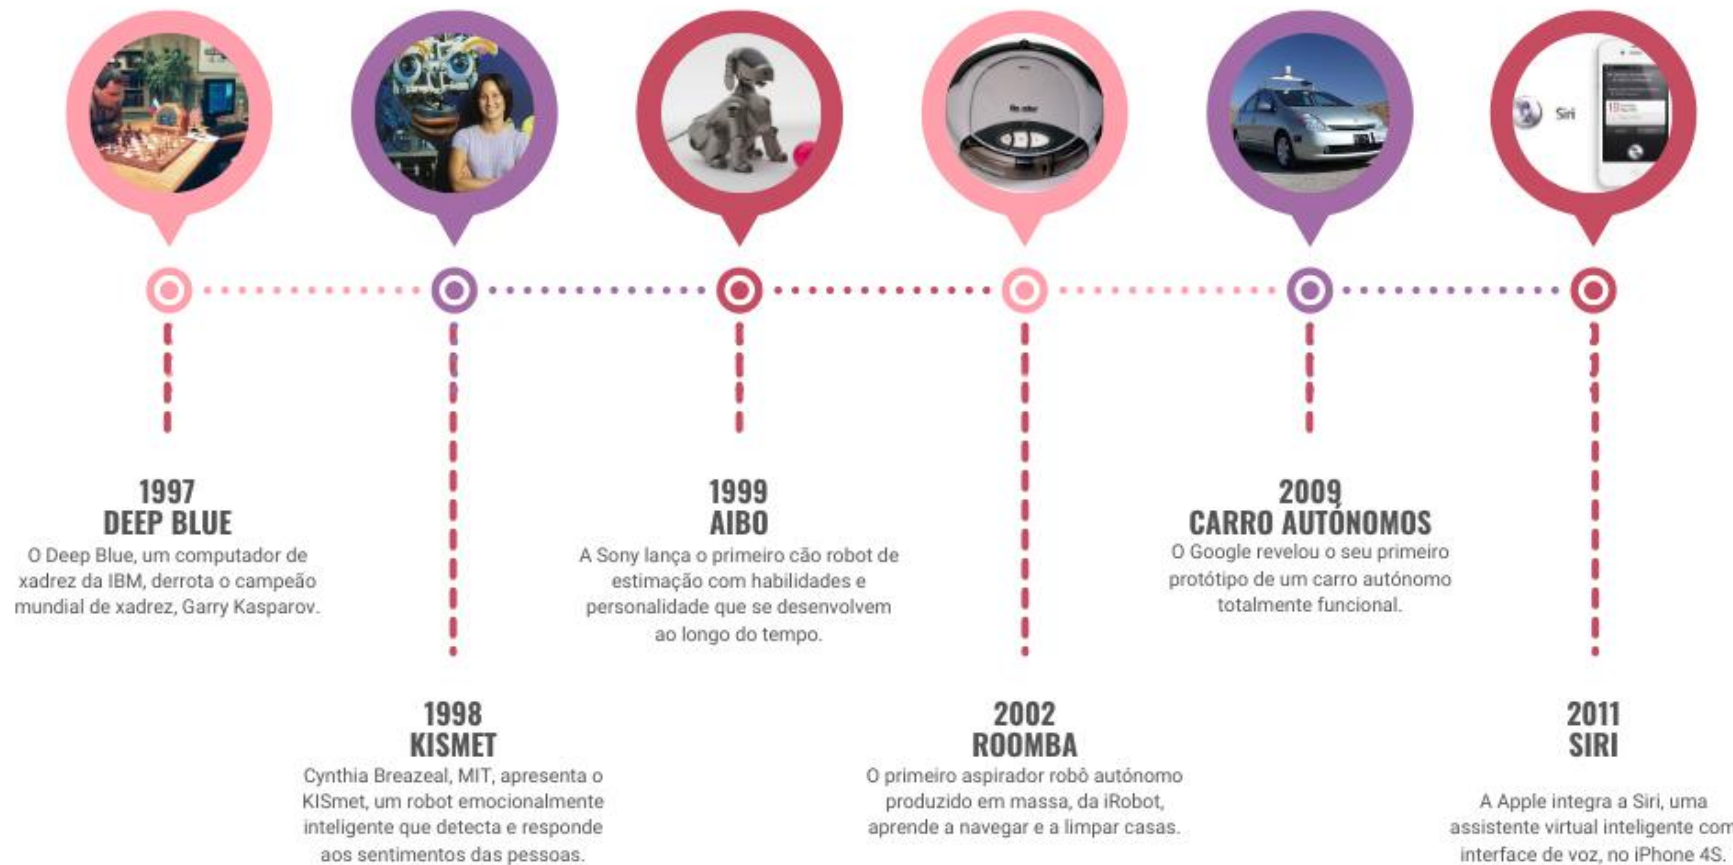 Siri
1997
DEEP BLUE
O Deep Blue, um computador de
xadrez da IBM, derrota o campeão
mundial de xadrez, Garry Kasparov.
1998
KISMET
Cynthia Breazeal, MIT, apresenta o
KISmet, um robot emocionalmente
inteligente que detecta e responde
aos sentimentos das pessoas.
1999
AIBO
A Sony lança o primeiro cão robot de
estimação com habilidades e
personalidade que se desenvolvem
ao longo do tempo.
2002
ROOMBA
O primeiro aspirador robô autónomo
produzido em massa, da iRobot,
aprende a navegar e a limpar casas.
2009
CARRO AUTÓNOMOS
O Google revelou o seu primeiro
protótipo de um carro autónomo
totalmente funcional.
2011
SIRI
A Apple integra a Siri, uma
assistente virtual inteligente com
interface de voz, no iPhone 4S.